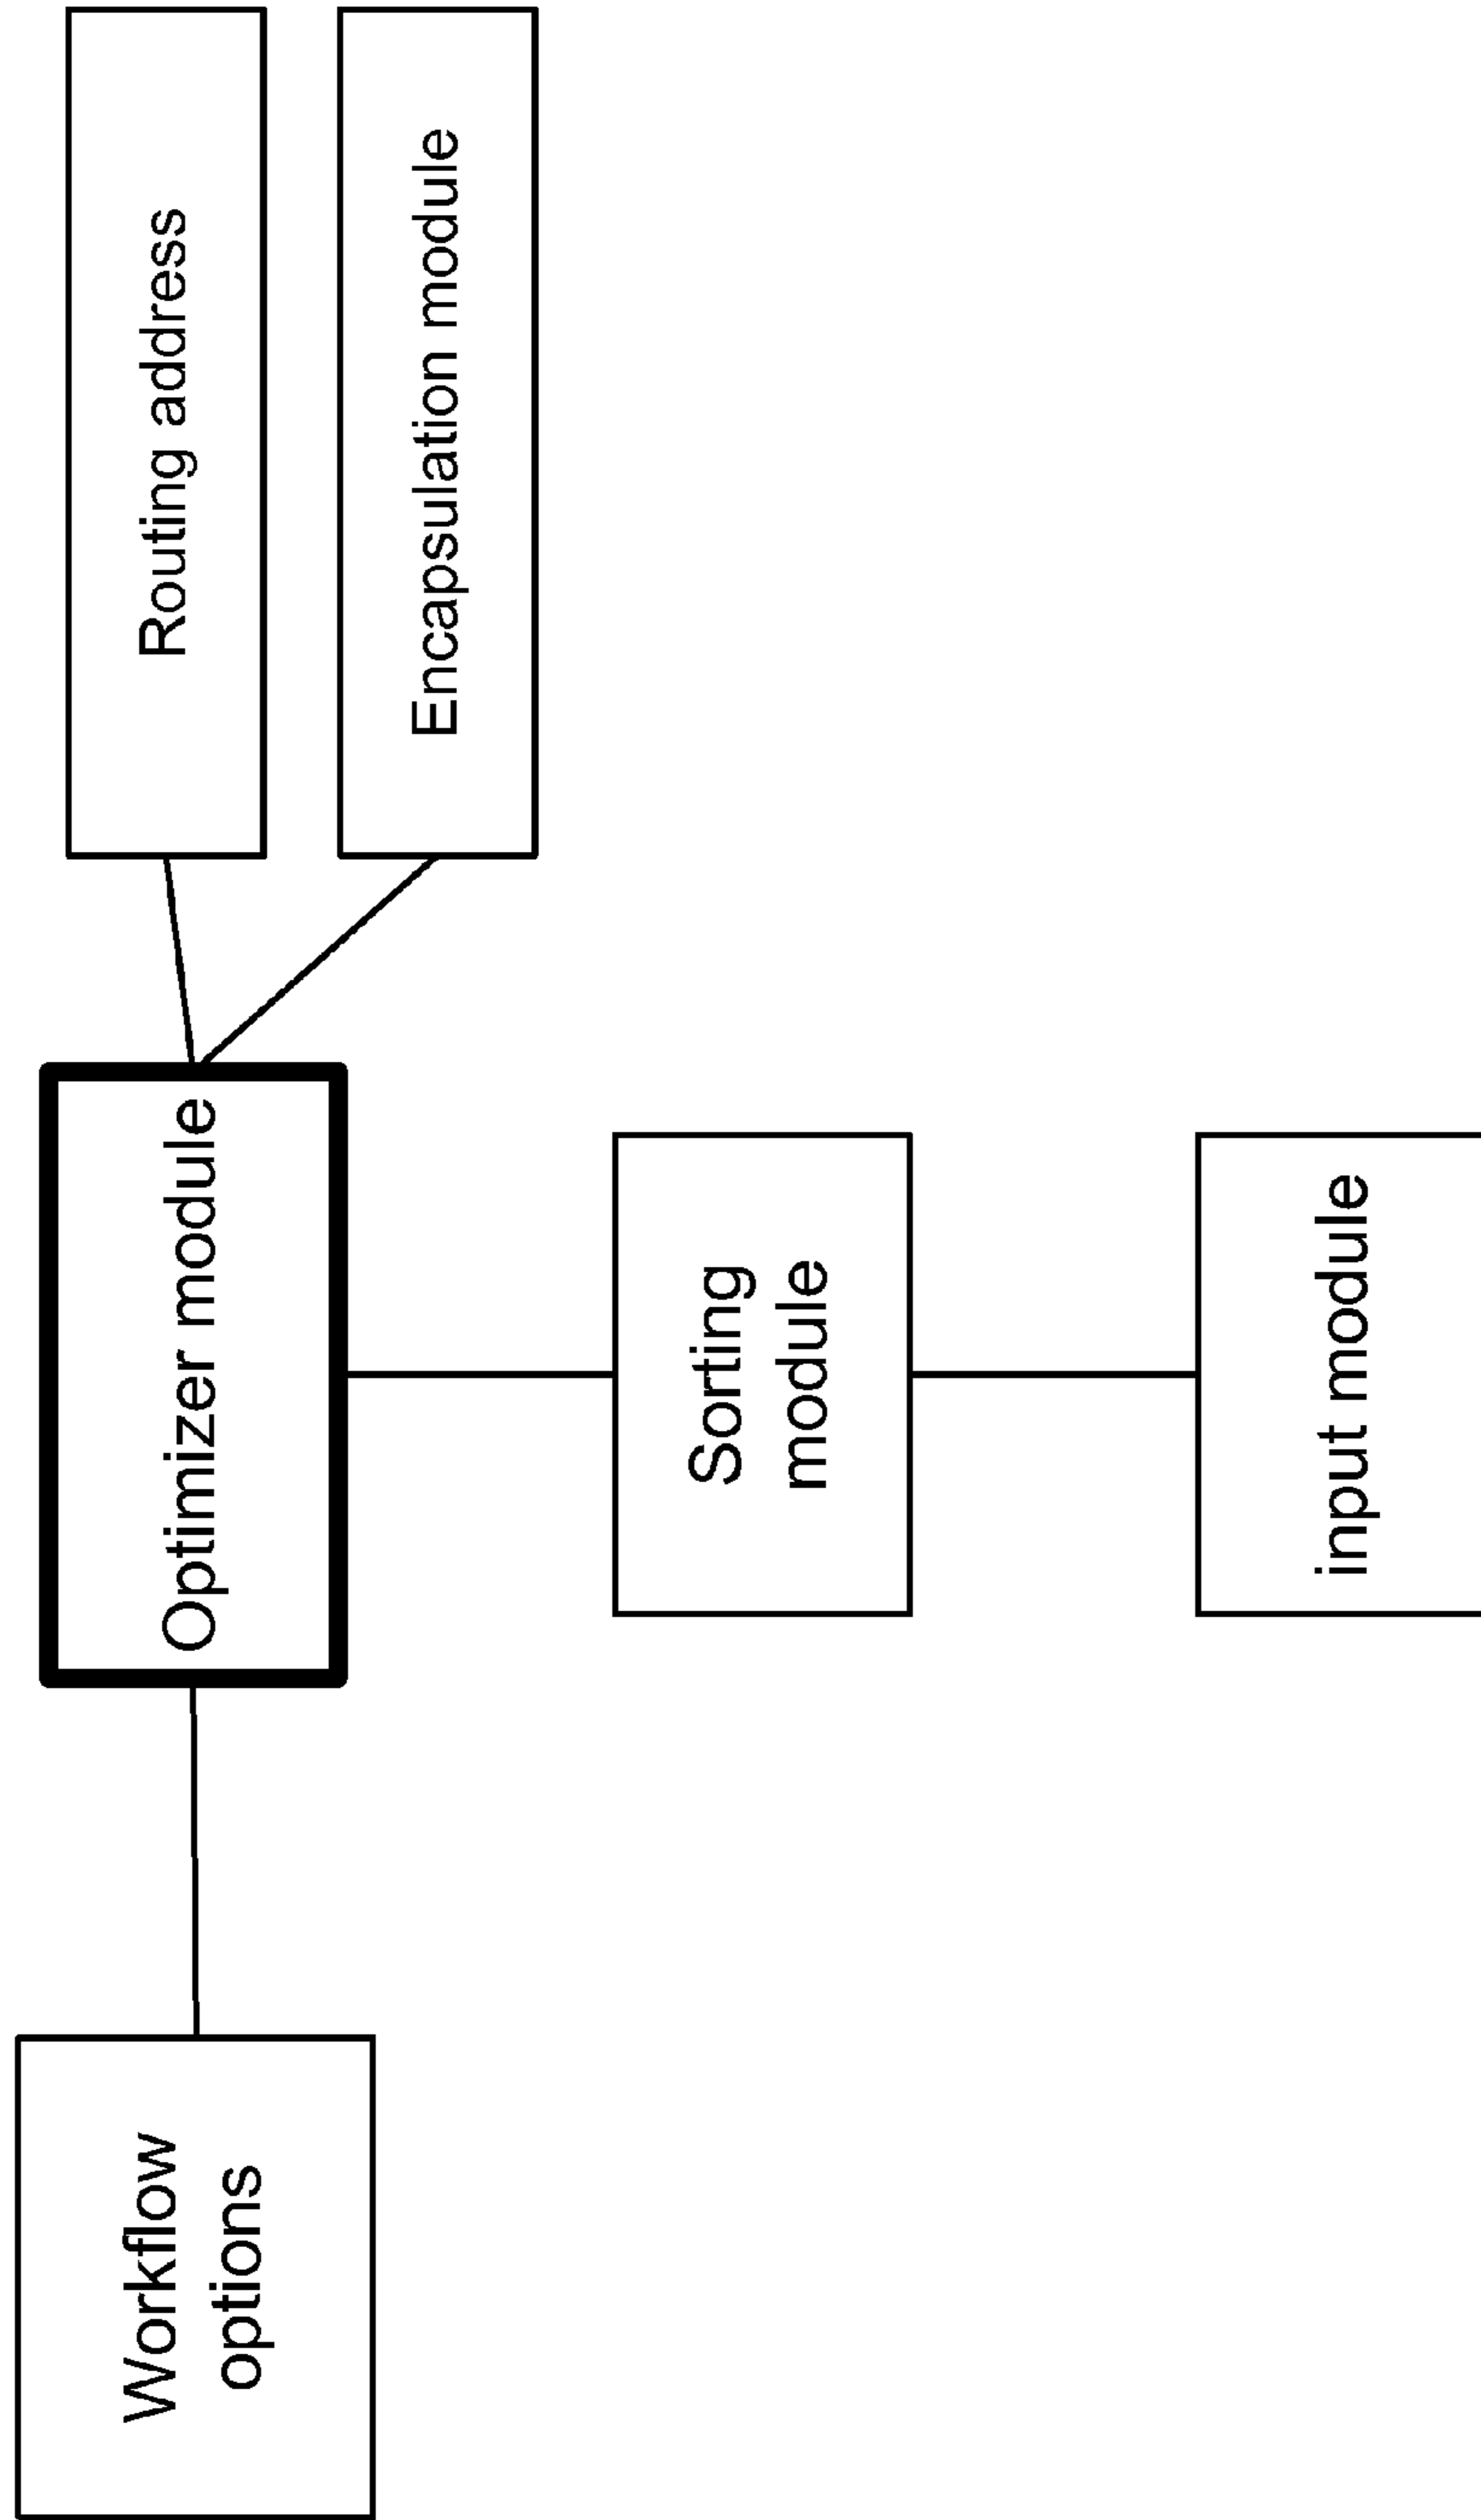 Workflow
options
Optimizer module
Routing address
Encapsulation module
Sorting
module
input module